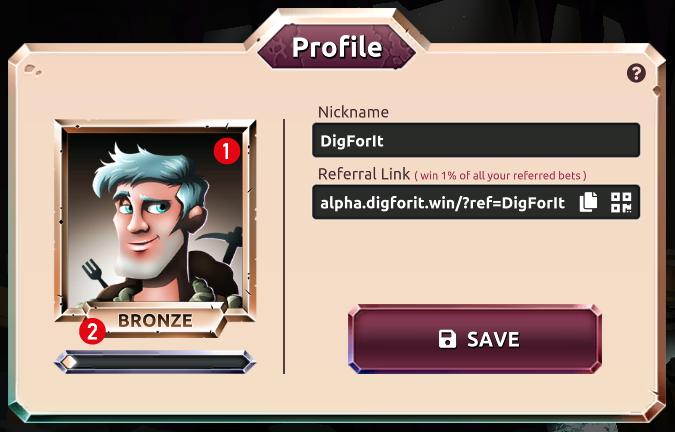 Profile
?
Nickname
DigForIt
Referral Link ( win 1% of all your referred bets )
alpha.digforit.win/?ref=DigForIt
1
BRONZE
2
SAVE